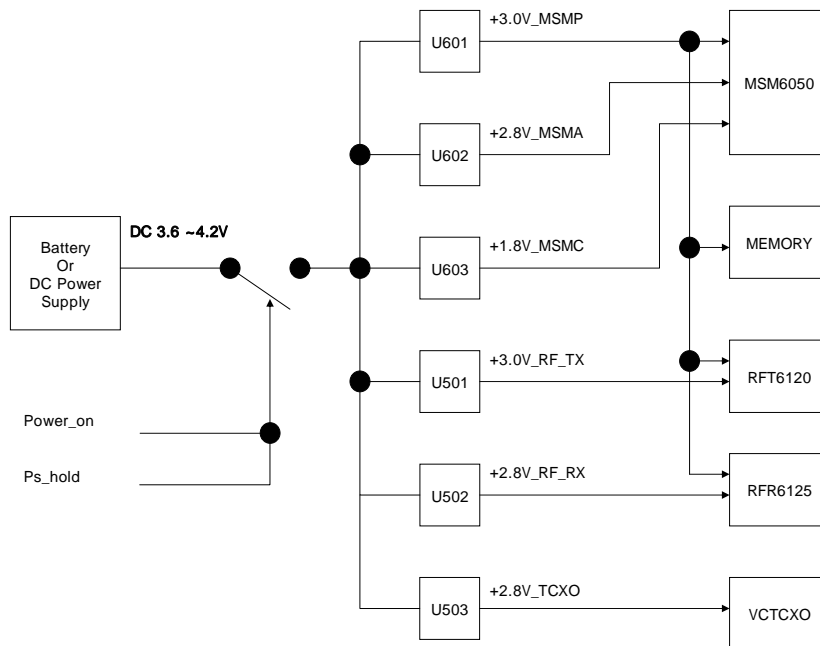 +3.0V_MSMP
U601
MSM6050
+2.8V_MSMA
U602
DC 3.6 ~4.2V
Battery
Or
DC Power
Supply
+1.8V_MSMC
U603
MEMORY
+3.0V_RF_TX
U501
RFT6120
Power_on
Ps_hold
+2.8V_RF_RX
U502
RFR6125
+2.8V_TCXO
U503
VCTCXO